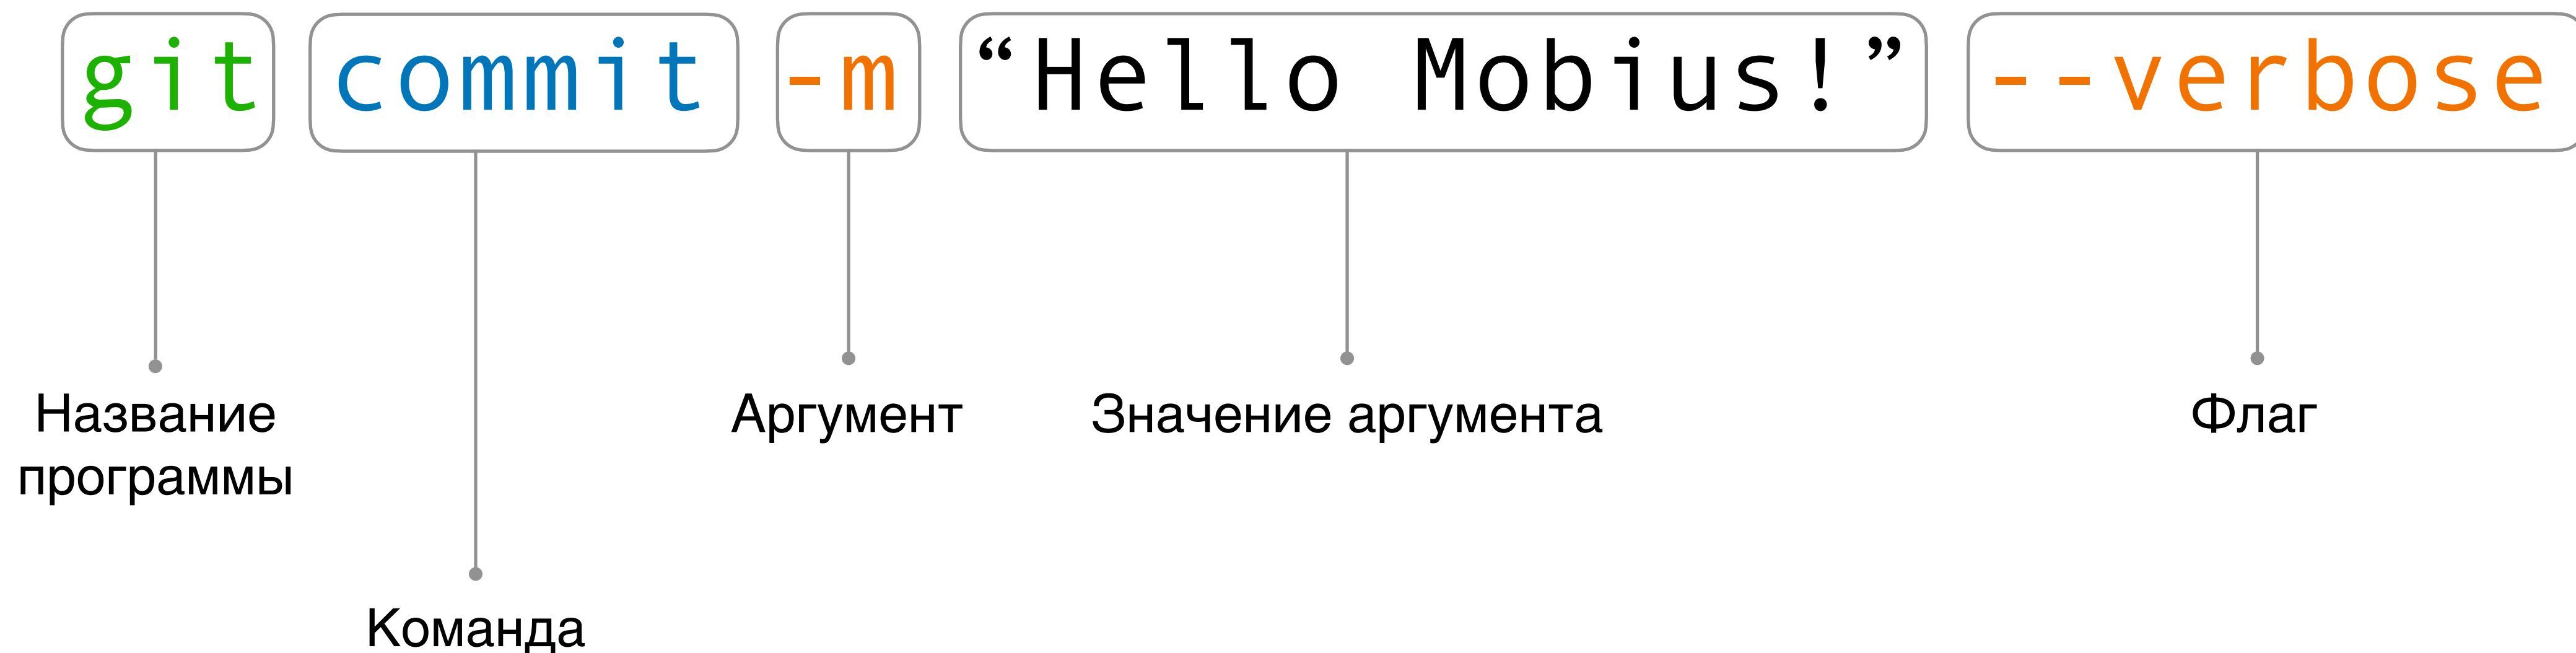 git commit -m “Hello Mobius!” --verbose
Название
программы
Аргумент
Значение аргумента
Флаг
Команда